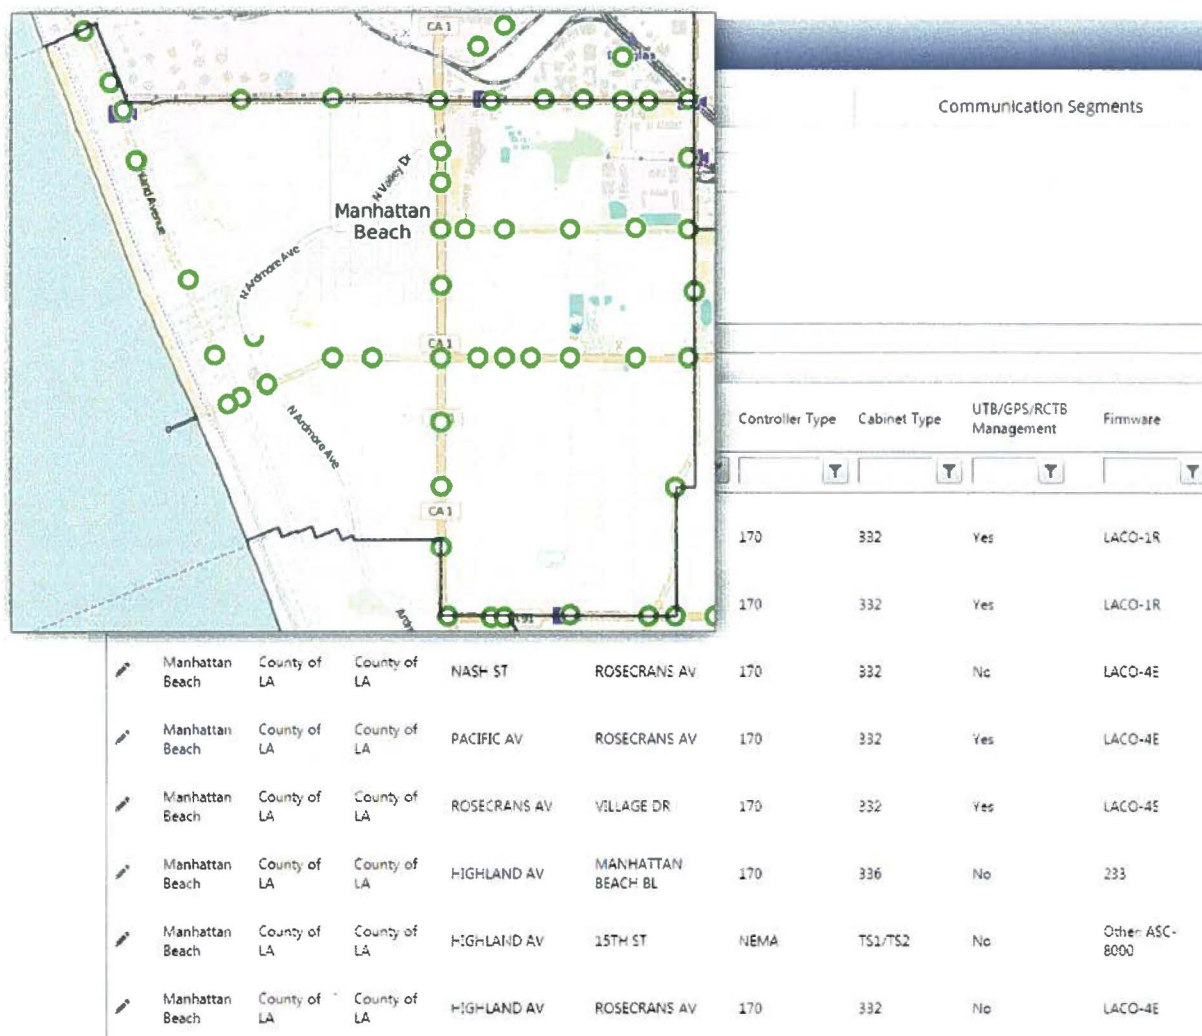 CA 1
Communication Segments
N Valley Dr
Manhattan
Beach
N Ardmore Ave
CA 1
N Ardmore Ave
CA 1
Controller Type Cabinet Type UTB/GPS/RCTB Management Firmware
170 332 Yes LACO-1R
170 332 Yes LACO-1R
Manhattan Beach County of LA County of LA NASH ST ROSECRANS AV 170 332 No LACO-4E
Manhattan Beach County of LA County of LA PACIFIC AV ROSECRANS AV 170 332 Yes LACO-4E
Manhattan Beach County of LA County of LA ROSECRANS AV VILLAGE DR 170 332 Yes LACO-4E
Manhattan Beach County of LA County of LA HIGHLAND AV MANHATTAN BEACH BL 170 336 No 233
Manhattan Beach County of LA County of LA HIGHLAND AV 15TH ST NEMA TS1/TS2 No Other: ASC-8000
Manhattan Beach County of LA County of LA HIGHLAND AV ROSECRANS AV 170 332 No LACO-4E